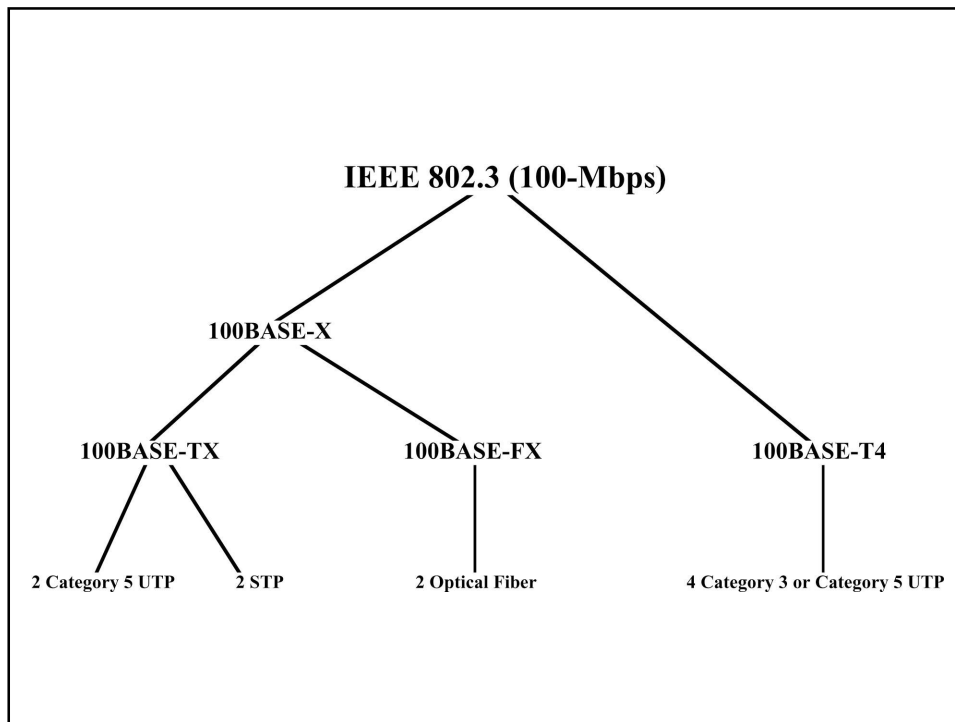 IEEE 802.3 (100-Mbps)
100BASE-X
100BASE-TX
100BASE-FX
100BASE-T4
2 Category 5 UTP
2 STP
2 Optical Fiber
4 Category 3 or Category 5 UTP